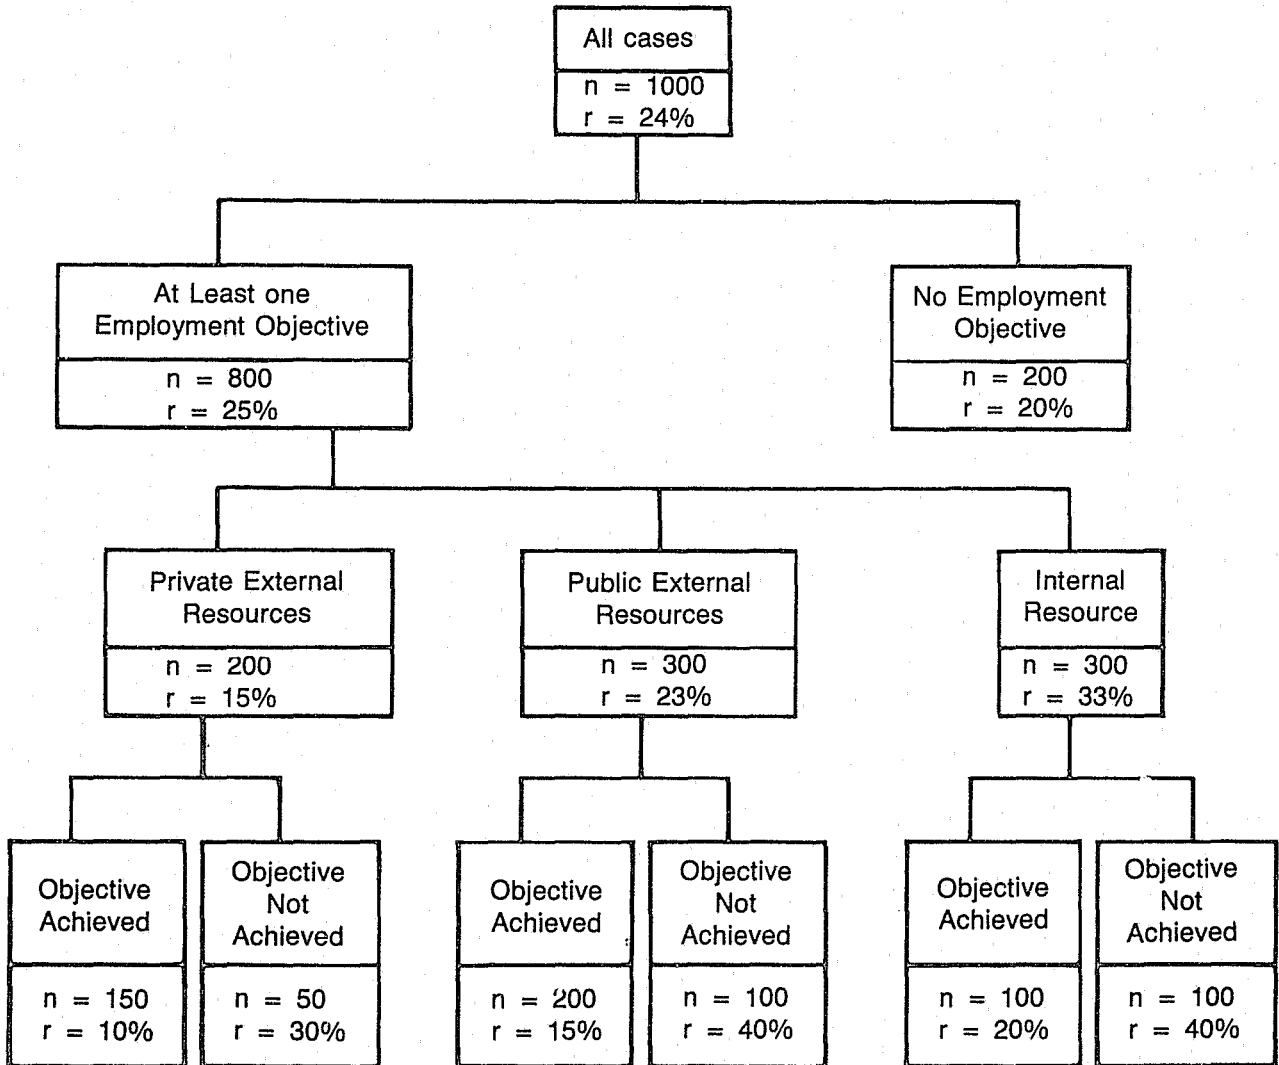 All cases
n = 1000
r = 24%
At Least one
Employment Objective
n = 800
r = 25%
No Employment
Objective
n = 200
r = 20%
Private External
Resources
n = 200
r = 15%
Public External
Resources
n = 300
r = 23%
Internal
Resource
n = 300
r = 33%
Objective
Achieved
n = 150
r = 10%
Objective
Not
Achieved
n = 50
r = 30%
Objective
Achieved
n = 200
r = 15%
Objective
Not
Achieved
n = 100
r = 40%
Objective
Achieved
n = 100
r = 20%
Objective
Not
Achieved
n = 100
r = 40%